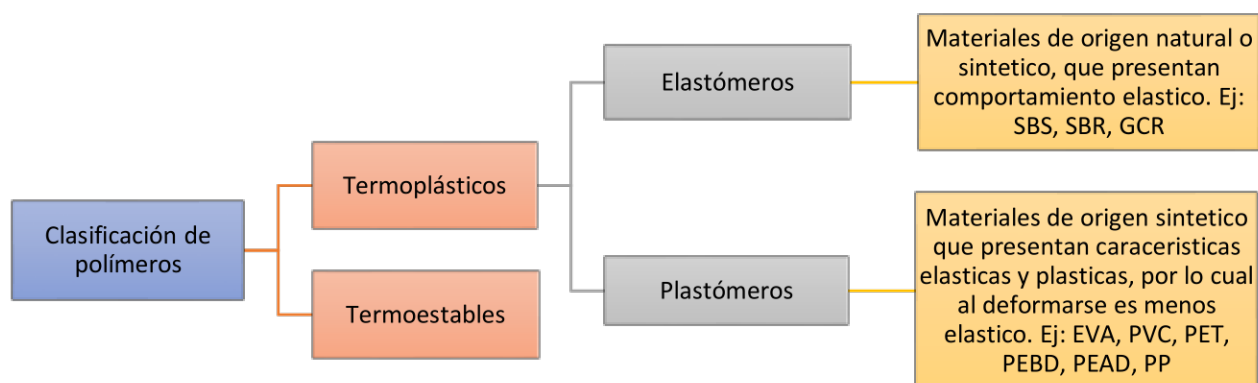 Clasificación de
polímeros
Termoplásticos
Termoestables
Elastómeros
Plastómeros
Materiales de origen natural o
sintetico, que presentan
comportamiento elastico. Ej:
SBS, SBR, GCR
Materiales de origen sintetico
que presentan caraceristicas
elasticas y plasticas, por lo cual
al deformarse es menos
elastico. Ej: EVA, PVC, PET,
PEBD, PEAD, PP